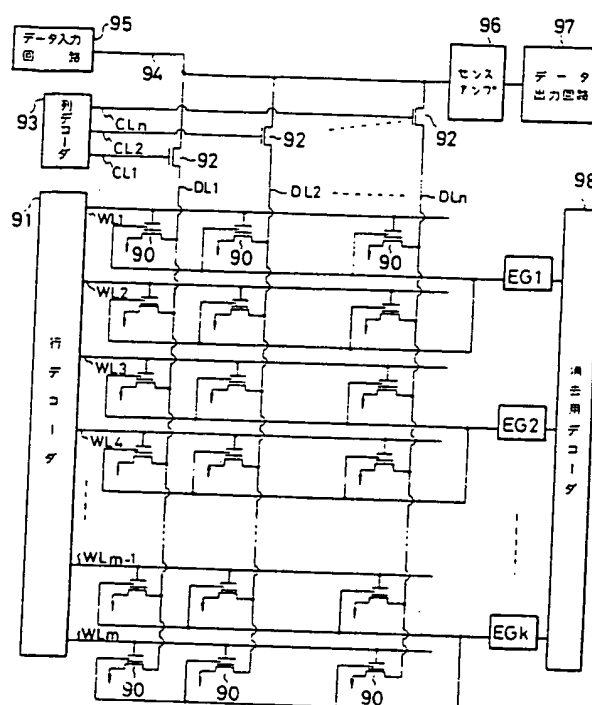 95
データ入力
回路
94
96
センス
アンプ
97
データ
出力回路
93
列デコーダ
CLn
CL2
CL1
92
92
92
DL1
DL2
DLn
98
91
行デコーダ
WL1
90
90
90
EG1
WL2
WL3
EG2
WL4
消去用デコーダ
WLm-1
EGk
WLm
90
90
90